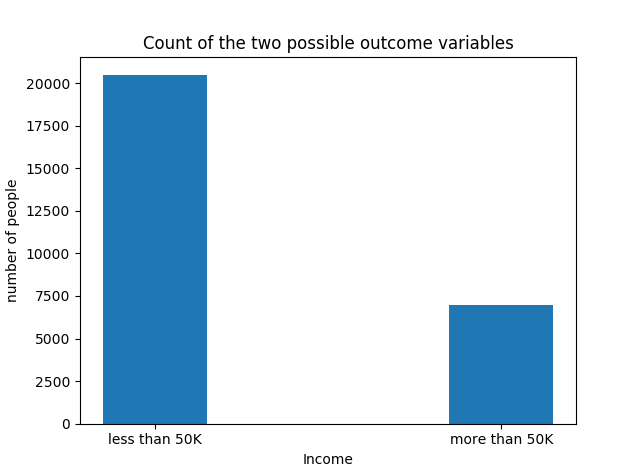 Count of the two possible outcome variables
number of people
20000
17500
15000
12500
10000
7500
5000
2500
0
less than 50K
more than 50K
Income